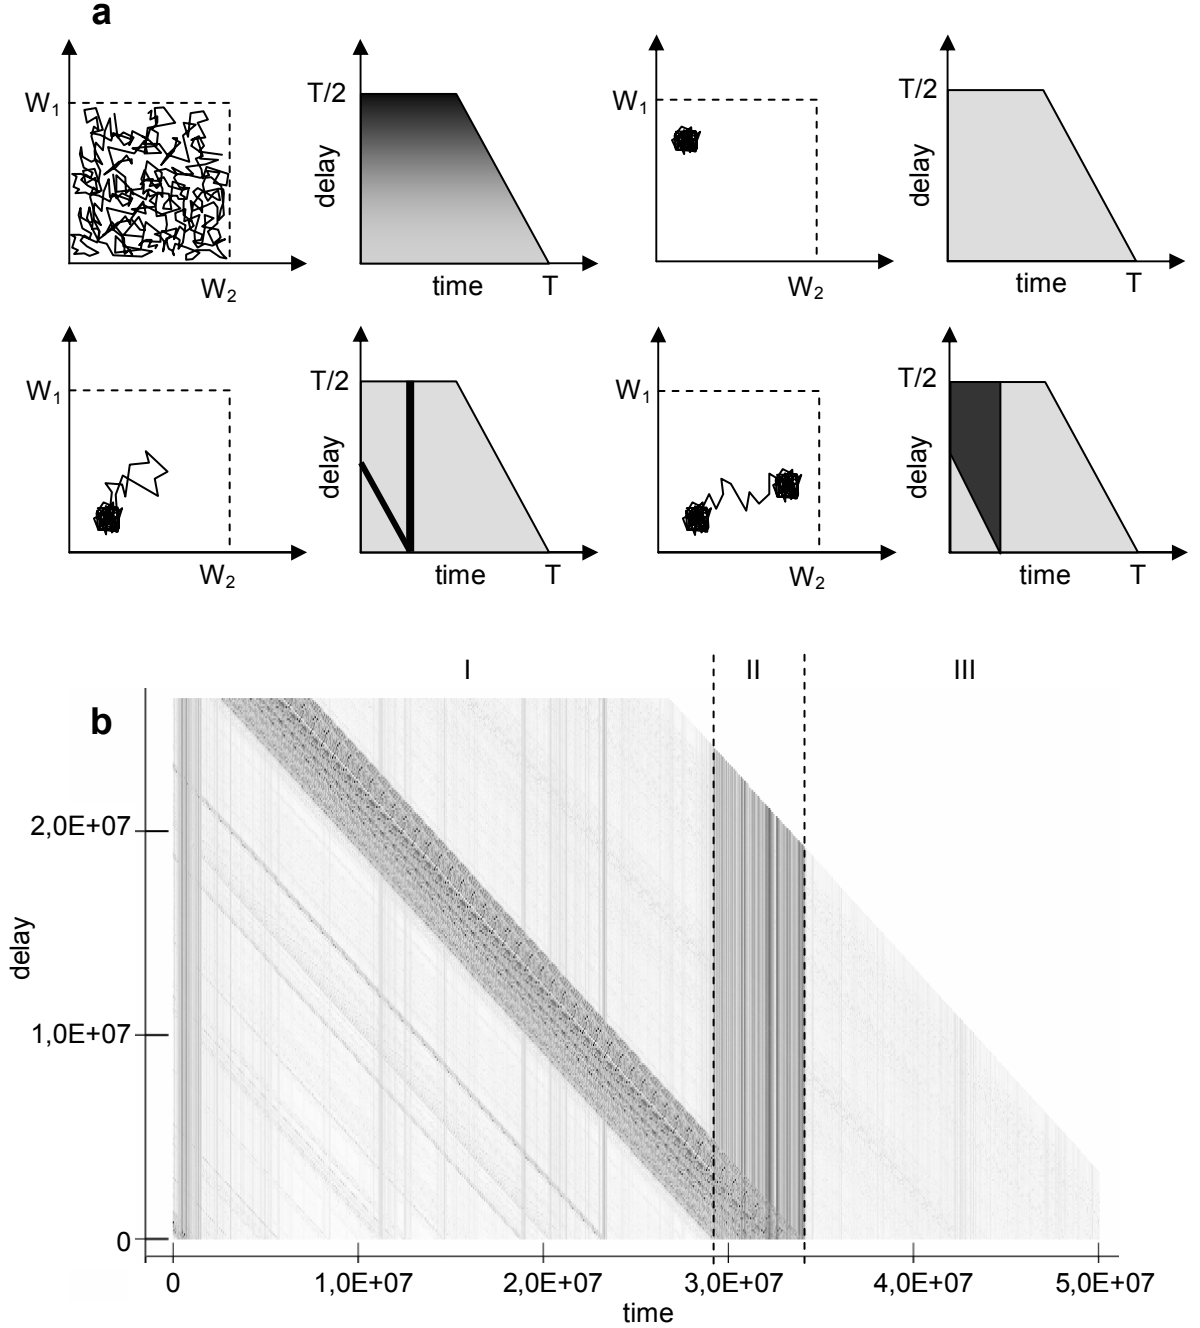 a
W1
W2
T/2
delay
time
T
W1
W2
T/2
delay
time
T
W1
W2
T/2
delay
time
T
W1
W2
T/2
delay
time
T
I
II
III
b
2,0E+07
1,0E+07
0
delay
0
1,0E+07
2,0E+07
3,0E+07
4,0E+07
5,0E+07
time